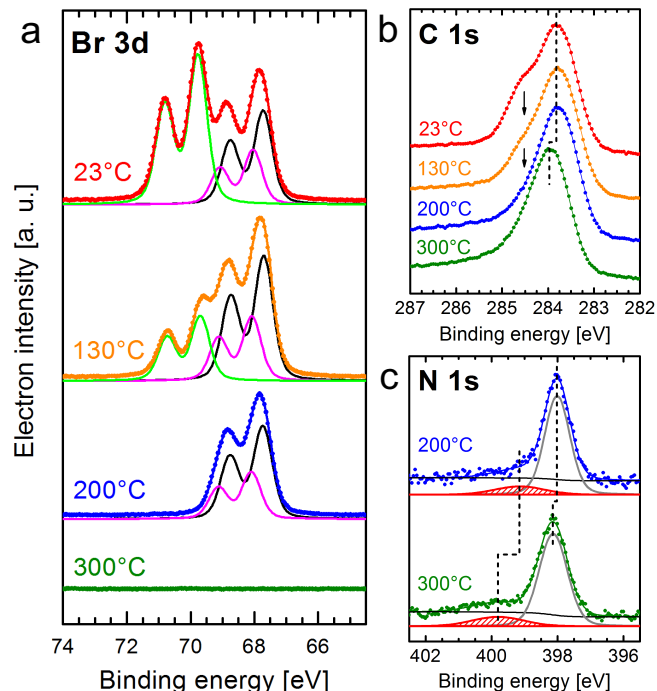 a
Br 3d
23°C
130°C
200°C
300°C
74 72 70 68 66
Binding energy [eV]
Electron intensity [a. u.]
b
C 1s
23°C
130°C
200°C
300°C
287 286 285 284 283 282
Binding energy [eV]
c
N 1s
200°C
300°C
402 400 398 396
Binding energy [eV]